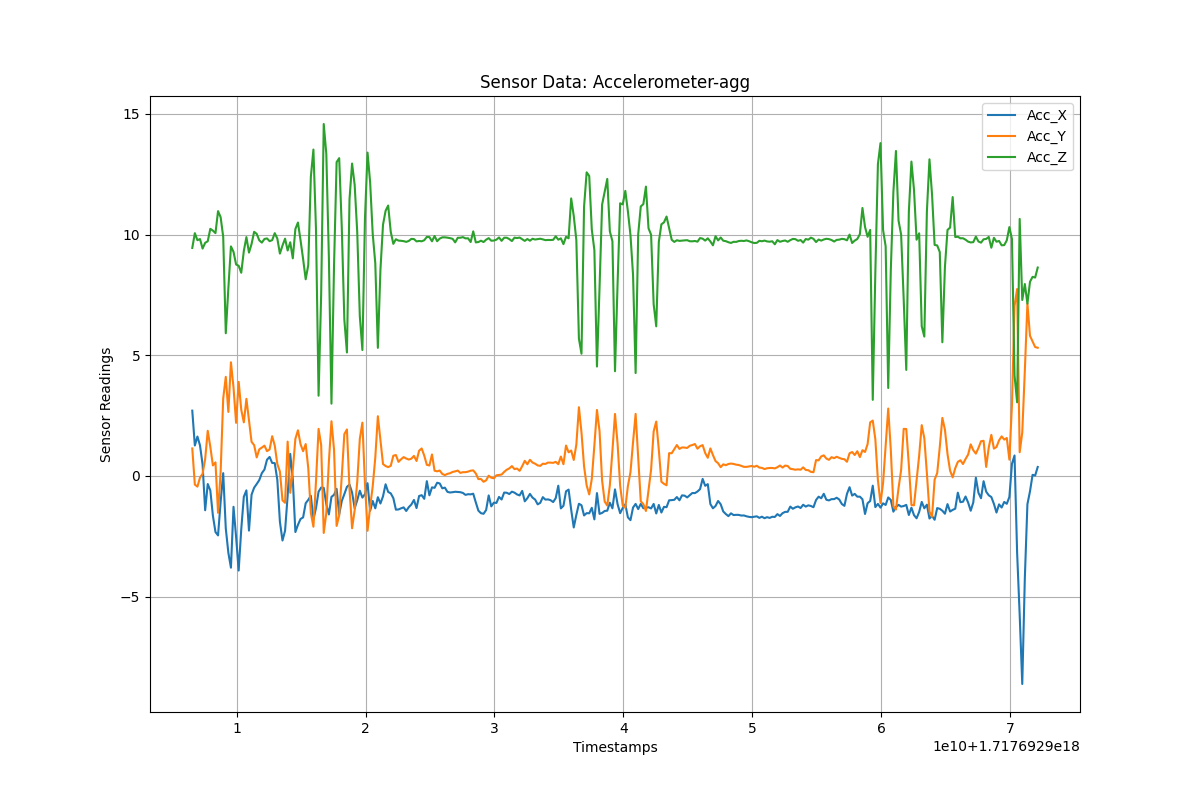 Sensor Data: Accelerometer-agg
Acc_X
Acc_Y
Acc_Z
15
10
5
0
−5
Sensor Readings
1 2 3 4 5 6 7
Timestamps
1e10+1.7176929e18